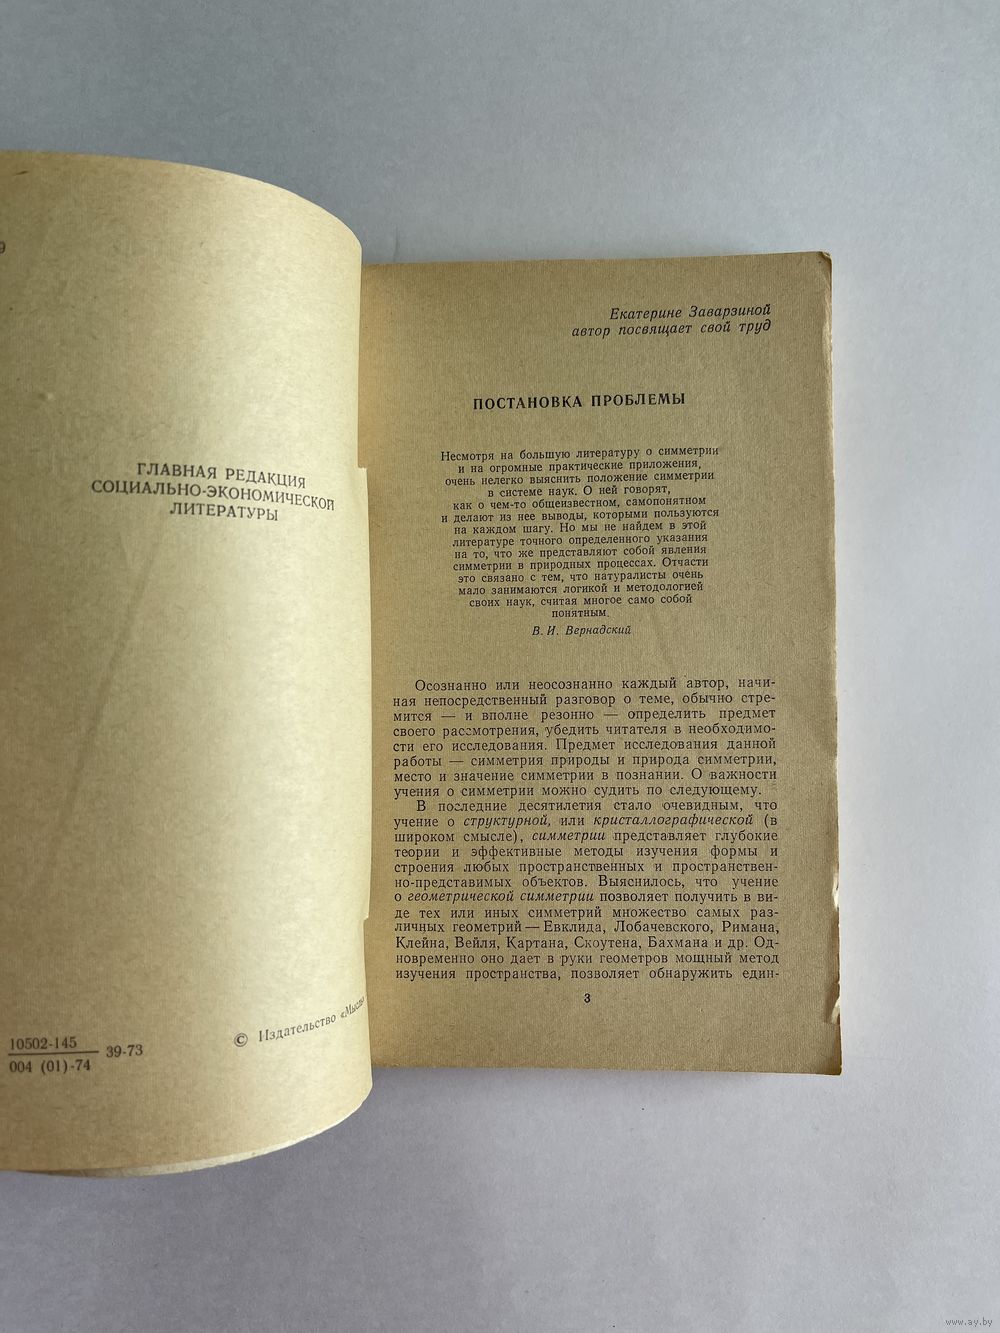 9
ГЛАВНАЯ РЕДАКЦИЯ
СОЦИАЛЬНО-ЭКОНОМИЧЕСКОЙ
ЛИТЕРАТУРЫ
10502-145
004 (01)-74
39-73
© Издательство «Мысль»
Екатерине Заварзиной
автор посвящает свой труд
ПОСТАНОВКА ПРОБЛЕМЫ
Несмотря на большую литературу о симметрии
и на огромные практические приложения,
очень нелегко выяснить положение симметрии
в системе наук. О ней говорят,
как о чем-то общеизвестном, самопонятном
и делают из нее выводы, которыми пользуются
на каждом шагу. Но мы не найдем в этой
литературе точного определенного указания
на то, что же представляют собой явления
симметрии в природных процессах. Отчасти
это связано с тем, что натуралисты очень
мало занимаются логикой и методологией
своих наук, считая многое само собой
понятным.
В. И. Вернадский
Осознанно или неосознанно каждый автор, начи-
ная непосредственный разговор о теме, обычно стре-
мится — и вполне резонно — определить предмет
своего рассмотрения, убедить читателя в необходимо-
сти его исследования. Предмет исследования данной
работы — симметрия природы и природа симметрии,
место и значение симметрии в познании. О важности
учения о симметрии можно судить по следующему.
В последние десятилетия стало очевидным, что
учение о структурной, или кристаллографической (в
широком смысле), симметрии представляет глубокие
теории и эффективные методы изучения формы и
строения любых пространственных и пространствен-
но-представимых объектов. Выяснилось, что учение
о геометрической симметрии позволяет получить в ви-
де тех или иных симметрий множество самых раз-
личных геометрий — Евклида, Лобачевского, Римана,
Клейна, Вейля, Картана, Скоутена, Бахмана и др. Од-
новременно оно дает в руки геометров мощный метод
изучения пространства, позволяет обнаружить един-
3
www.ay.by